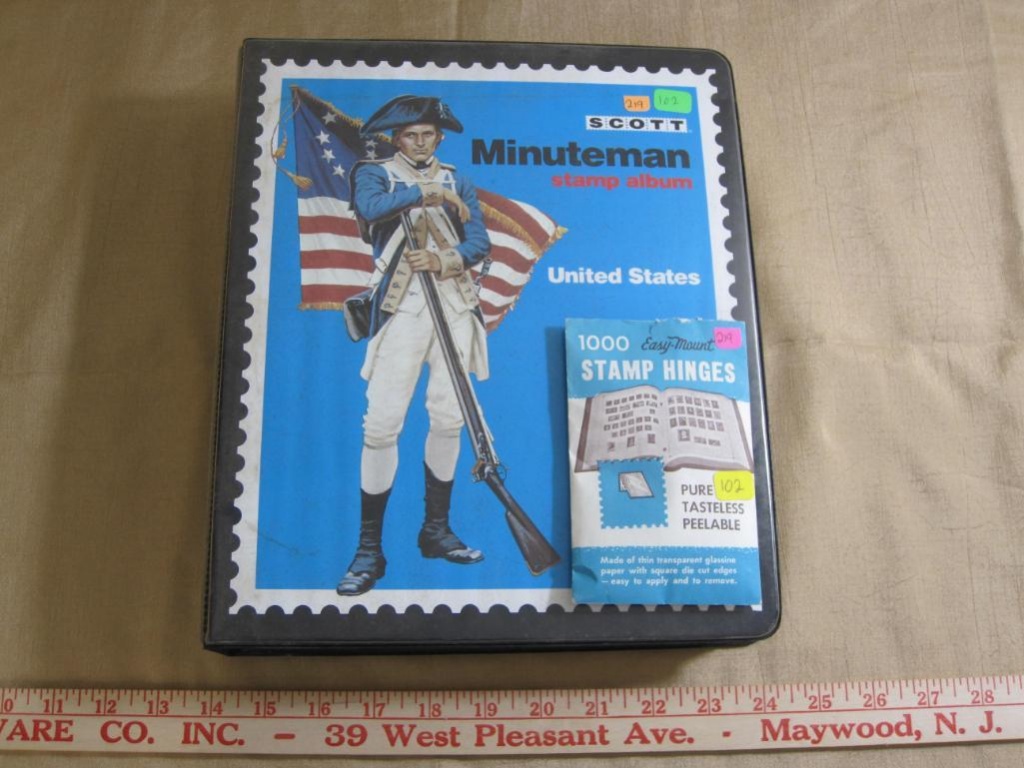 219 102
SCOTT
Minuteman
stamp album
United States
1000 Easy-Mount 219
STAMP HINGES
PURE 102
TASTELESS
PEELABLE
Made of thin transparent glassine
paper with square die cut edges
—easy to apply and to remove.
0 11 12 13 14 15 16 17 18 19 20 21 22 23 24 25 26 27 28
WARE CO. INC. – 39 West Pleasant Ave. - Maywood, N. J.